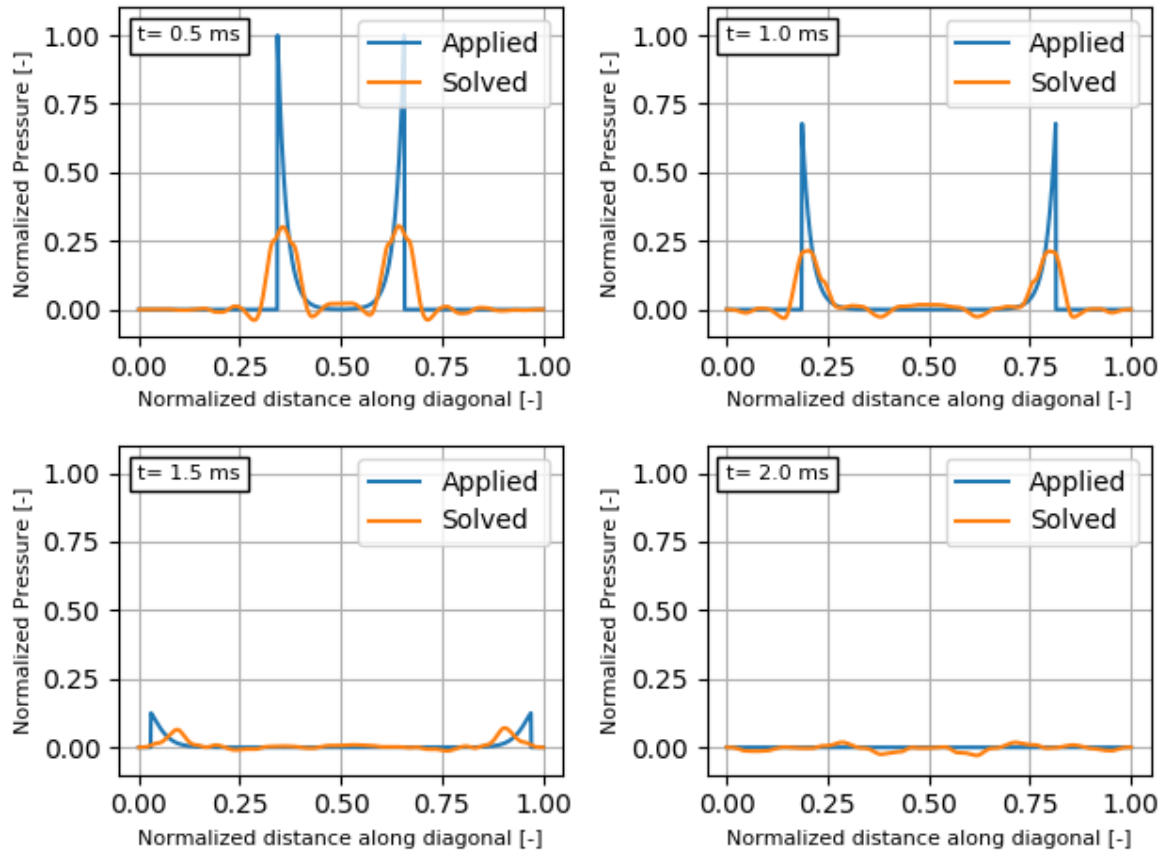 t= 0.5 ms
Applied
Solved
Normalized Pressure [-]
1.00
0.75
0.50
0.25
0.00
0.00 0.25 0.50 0.75 1.00
Normalized distance along diagonal [-]
t= 1.0 ms
Applied
Solved
Normalized Pressure [-]
1.00
0.75
0.50
0.25
0.00
0.00 0.25 0.50 0.75 1.00
Normalized distance along diagonal [-]
t= 1.5 ms
Applied
Solved
Normalized Pressure [-]
1.00
0.75
0.50
0.25
0.00
0.00 0.25 0.50 0.75 1.00
Normalized distance along diagonal [-]
t= 2.0 ms
Applied
Solved
Normalized Pressure [-]
1.00
0.75
0.50
0.25
0.00
0.00 0.25 0.50 0.75 1.00
Normalized distance along diagonal [-]